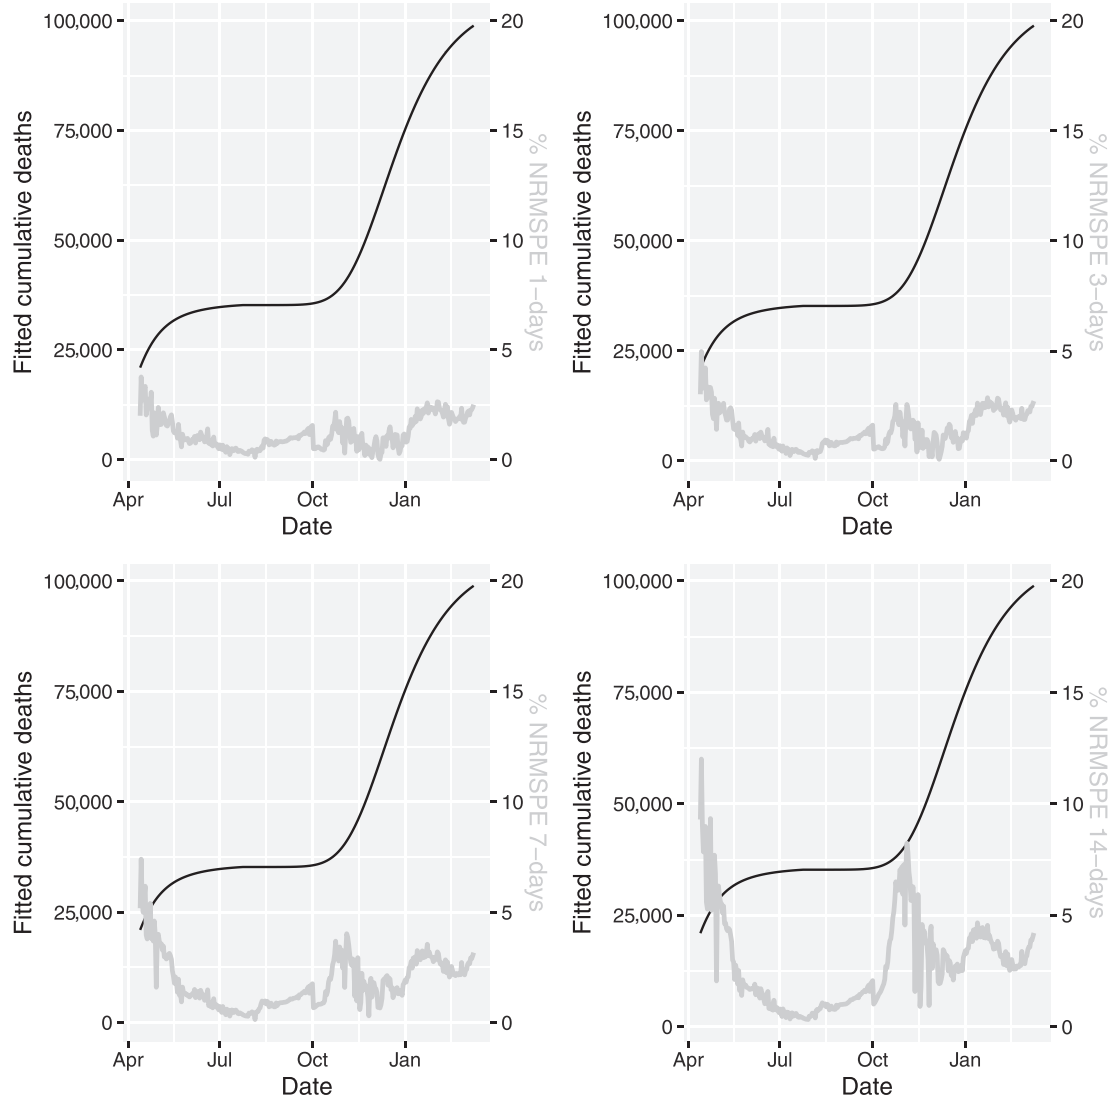 100,000
75,000
50,000
25,000
0
Fitted cumulative deaths
20
15
10
5
0
% NRMSPE 1−days
Apr Jul Oct Jan
Date
100,000
75,000
50,000
25,000
0
Fitted cumulative deaths
20
15
10
5
0
% NRMSPE 3−days
Apr Jul Oct Jan
Date
100,000
75,000
50,000
25,000
0
Fitted cumulative deaths
20
15
10
5
0
% NRMSPE 7−days
Apr Jul Oct Jan
Date
100,000
75,000
50,000
25,000
0
Fitted cumulative deaths
20
15
10
5
0
% NRMSPE 14−days
Apr Jul Oct Jan
Date